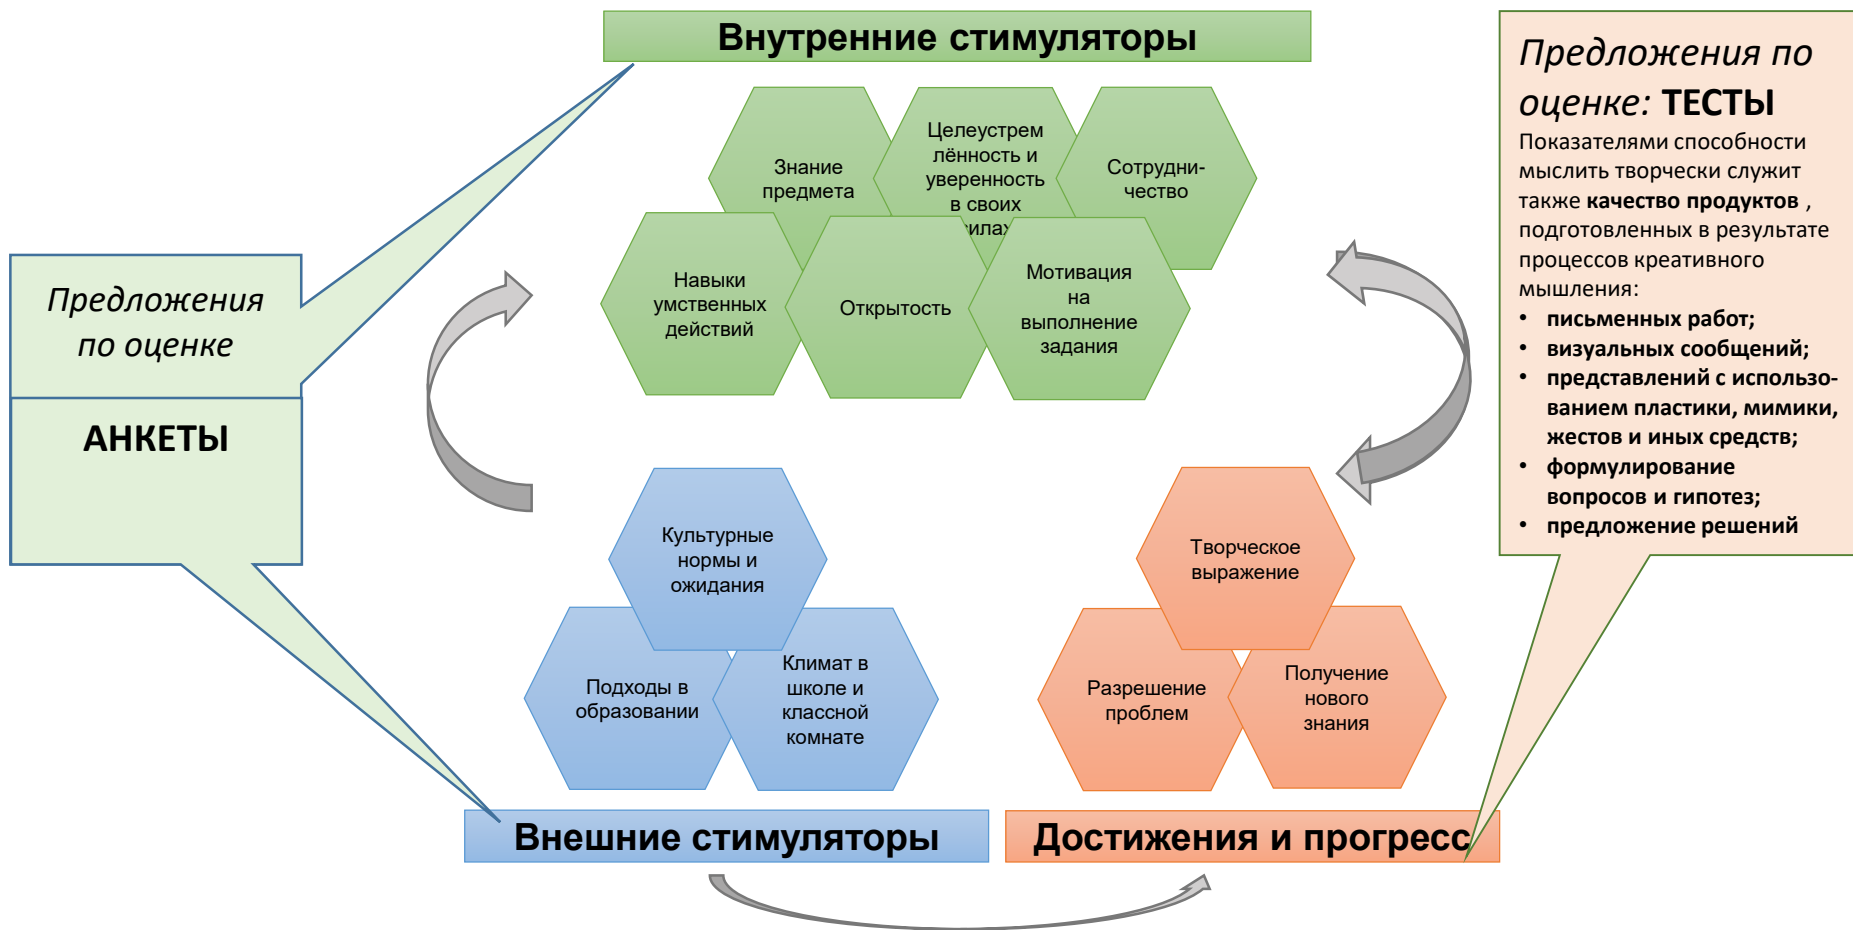 Внутренние стимуляторы
Знание
предмета
Целеустрем
лённость и
уверенность
в своих
силах
Сотрудни-
чество
Навыки
умственных
действий
Открытость
Мотивация
на
выполнение
задания
Предложения
по оценке
АНКЕТЫ
Культурные
нормы и
ожидания
Подходы в
образовании
Климат в
школе и
классной
комнате
Внешние стимуляторы
Творческое
выражение
Разрешение
проблем
Получение
нового
знания
Достижения и прогресс
Предложения по
оценке: ТЕСТЫ
Показателями способности
мыслить творчески служит
также качество продуктов ,
подготовленных в результате
процессов креативного
мышления:
• письменных работ;
• визуальных сообщений;
• представлений с использо-
ванием пластики, мимики,
жестов и иных средств;
• формулирование
вопросов и гипотез;
• предложение решений